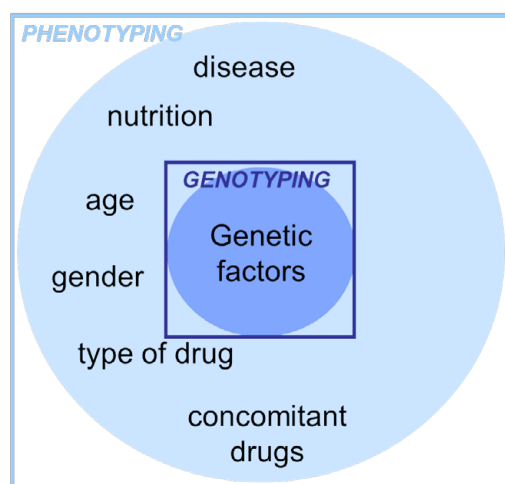 PHENOTYPING
disease
nutrition
GENOTYPING
age
Genetic
factors
gender
type of drug
concomitant
drugs